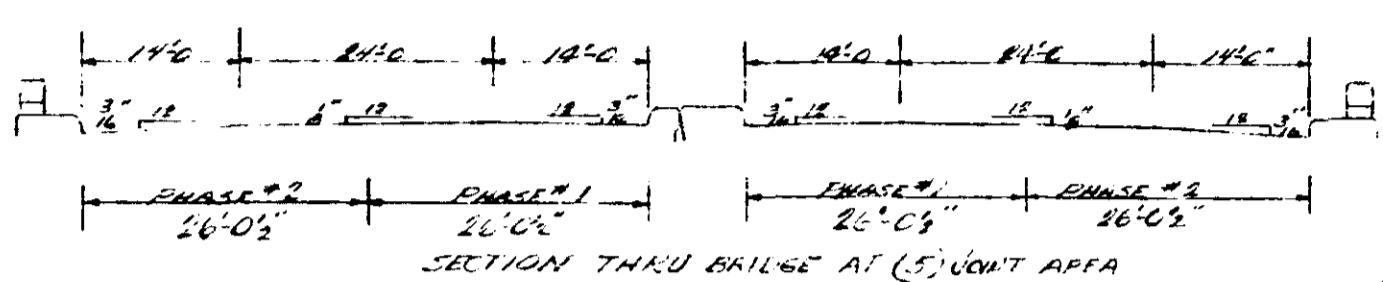 14'-0 24'-0 14'-0 14'-0 24'-0 14'-0"
3/16" 12 1/8" 12 12 3/16 3/16" 12 12 1/8" 12 3/16"
PHASE #2 PHASE #1 PHASE #1 PHASE #2
26'-0½" 26'-0½" 26'-0½" 26'-0½"
SECTION THRU BRIDGE AT (5) JOINT AREA